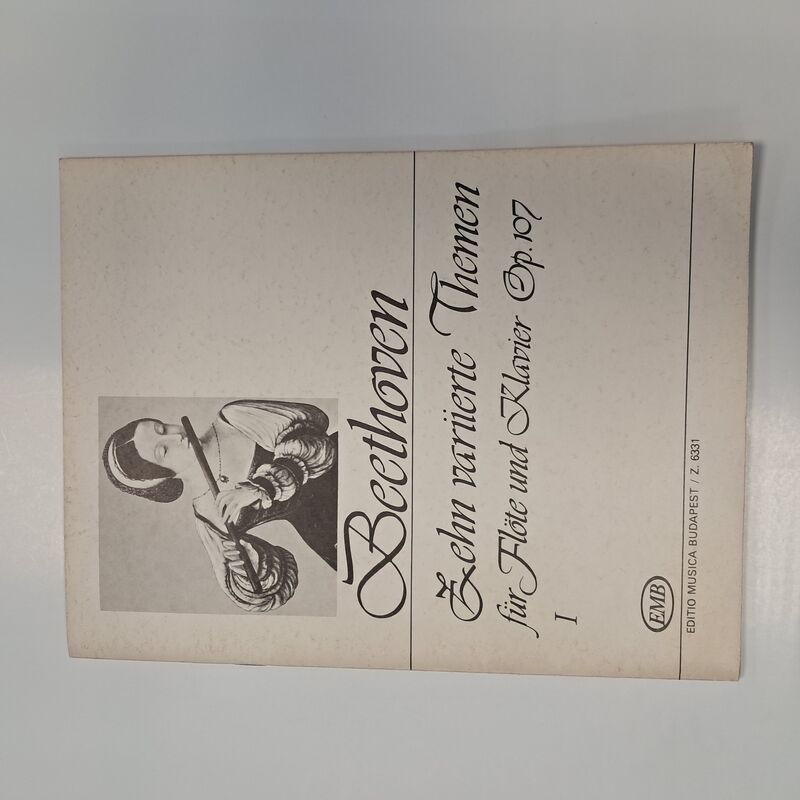 Beethoven
Zehn variierte Themen
für Flöte und Klavier Op. 107
I
EMB
EDITIO MUSICA BUDAPEST / Z. 6331